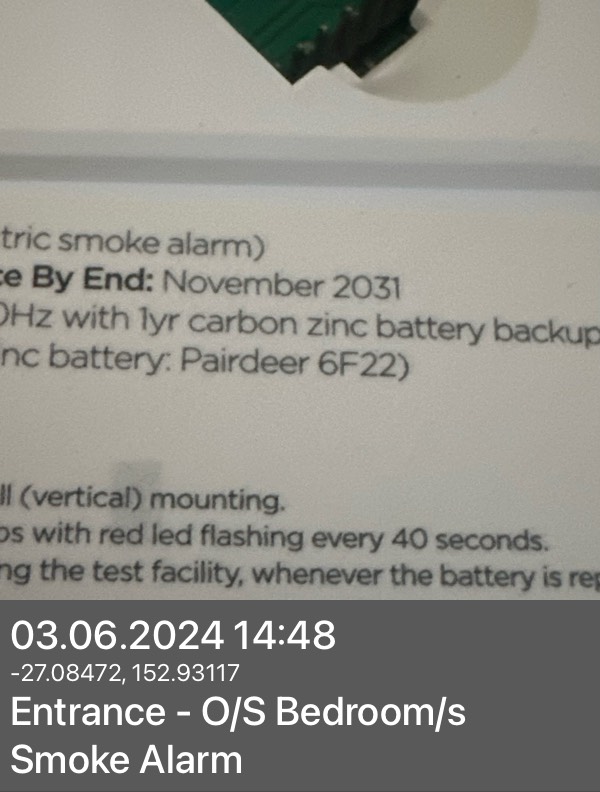 tric smoke alarm)
e By End: November 2031
0Hz with 1yr carbon zinc battery backup
nc battery: Pairdeer 6F22)
ll (vertical) mounting.
ps with red led flashing every 40 seconds.
ng the test facility, whenever the battery is rep
03.06.2024 14:48
-27.08472, 152.93117
Entrance - O/S Bedroom/s
Smoke Alarm